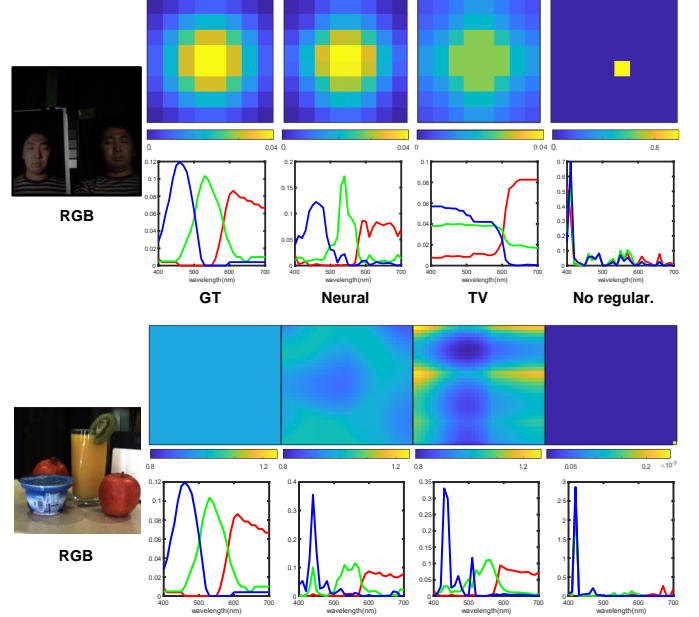 0. 0.04 0. 0.04 0 0.04 0. 0.8
0.12 0.1 0.08 0.06 0.04 0.02 0
400 500 600 700
wavelength(nm)
0.2 0.15 0.1 0.05 0
400 500 600 700
wavelength(nm)
0.1 0.08 0.06 0.04 0.02 0
400 500 600 700
wavelength(nm)
0.7 0.6 0.5 0.4 0.3 0.2 0.1 0
400 500 600 700
wavelength(nm)
RGB
GT Neural TV No regular.
0.8 1.2 0.8 1.2 0.8 1.2 0.05 0.2
×10⁻³
0.12 0.1 0.08 0.06 0.04 0.02 0
400 500 600 700
wavelength(nm)
0.4 0.3 0.2 0.1 0
400 500 600 700
wavelength(nm)
0.35 0.3 0.25 0.2 0.15 0.1 0.05 0
400 500 600 700
wavelength(nm)
3 2.5 2 1.5 1 0.5 0
400 500 600 700
wavelength(nm)
RGB